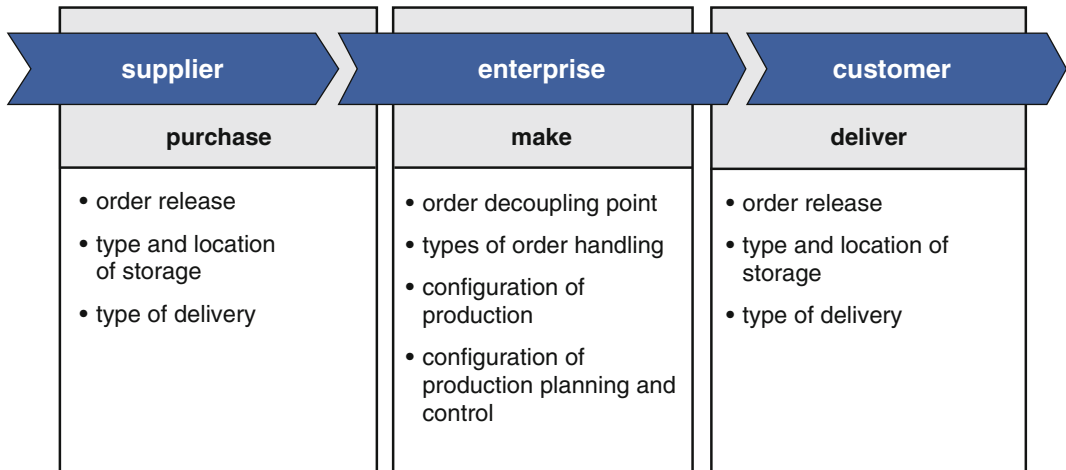 supplier
enterprise
customer
purchase
make
deliver
• order release
• type and location
of storage
• type of delivery
• order decoupling point
• types of order handling
• configuration of
production
• configuration of
production planning and
control
• order release
• type and location of
storage
• type of delivery